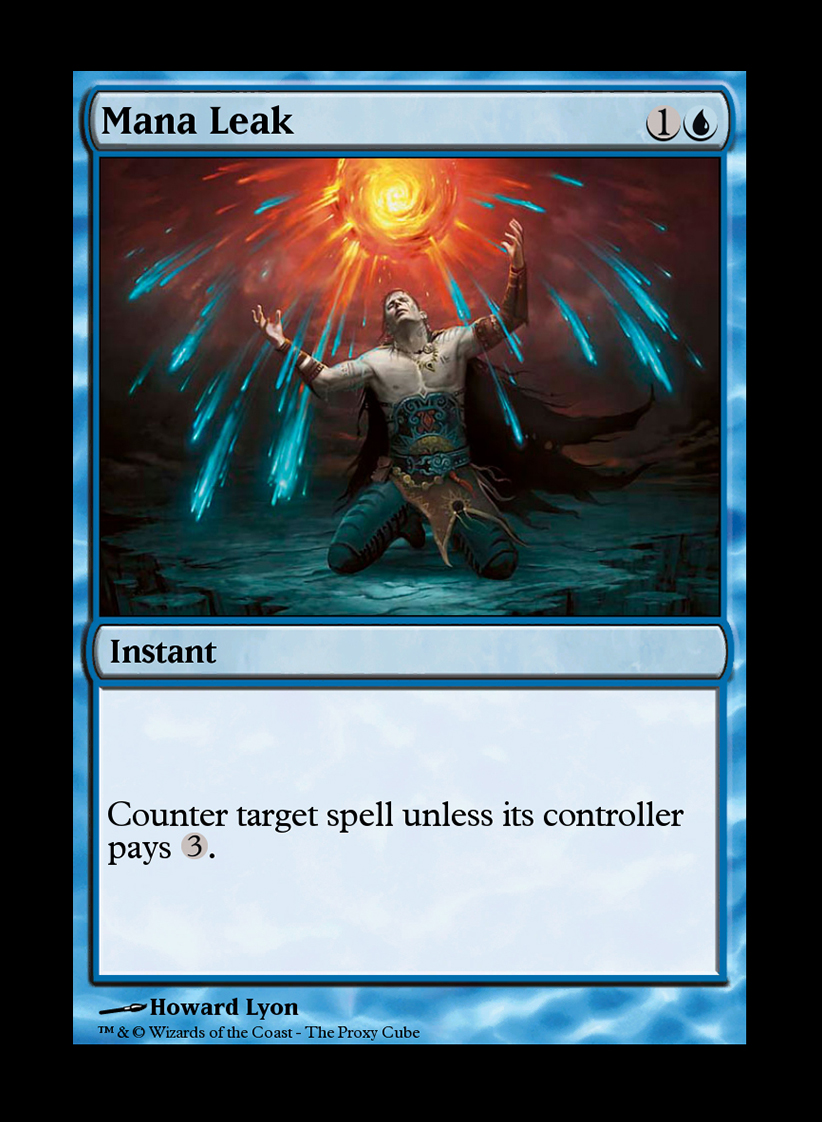 Mana Leak 1
Instant
Counter target spell unless its controller
pays 3.
Howard Lyon
™ & © Wizards of the Coast - The Proxy Cube